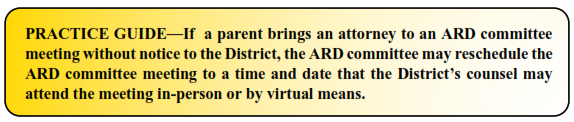 PRACTICE GUIDE—If a parent brings an attorney to an ARD committee
meeting without notice to the District, the ARD committee may reschedule the
ARD committee meeting to a time and date that the District’s counsel may
attend the meeting in-person or by virtual means.